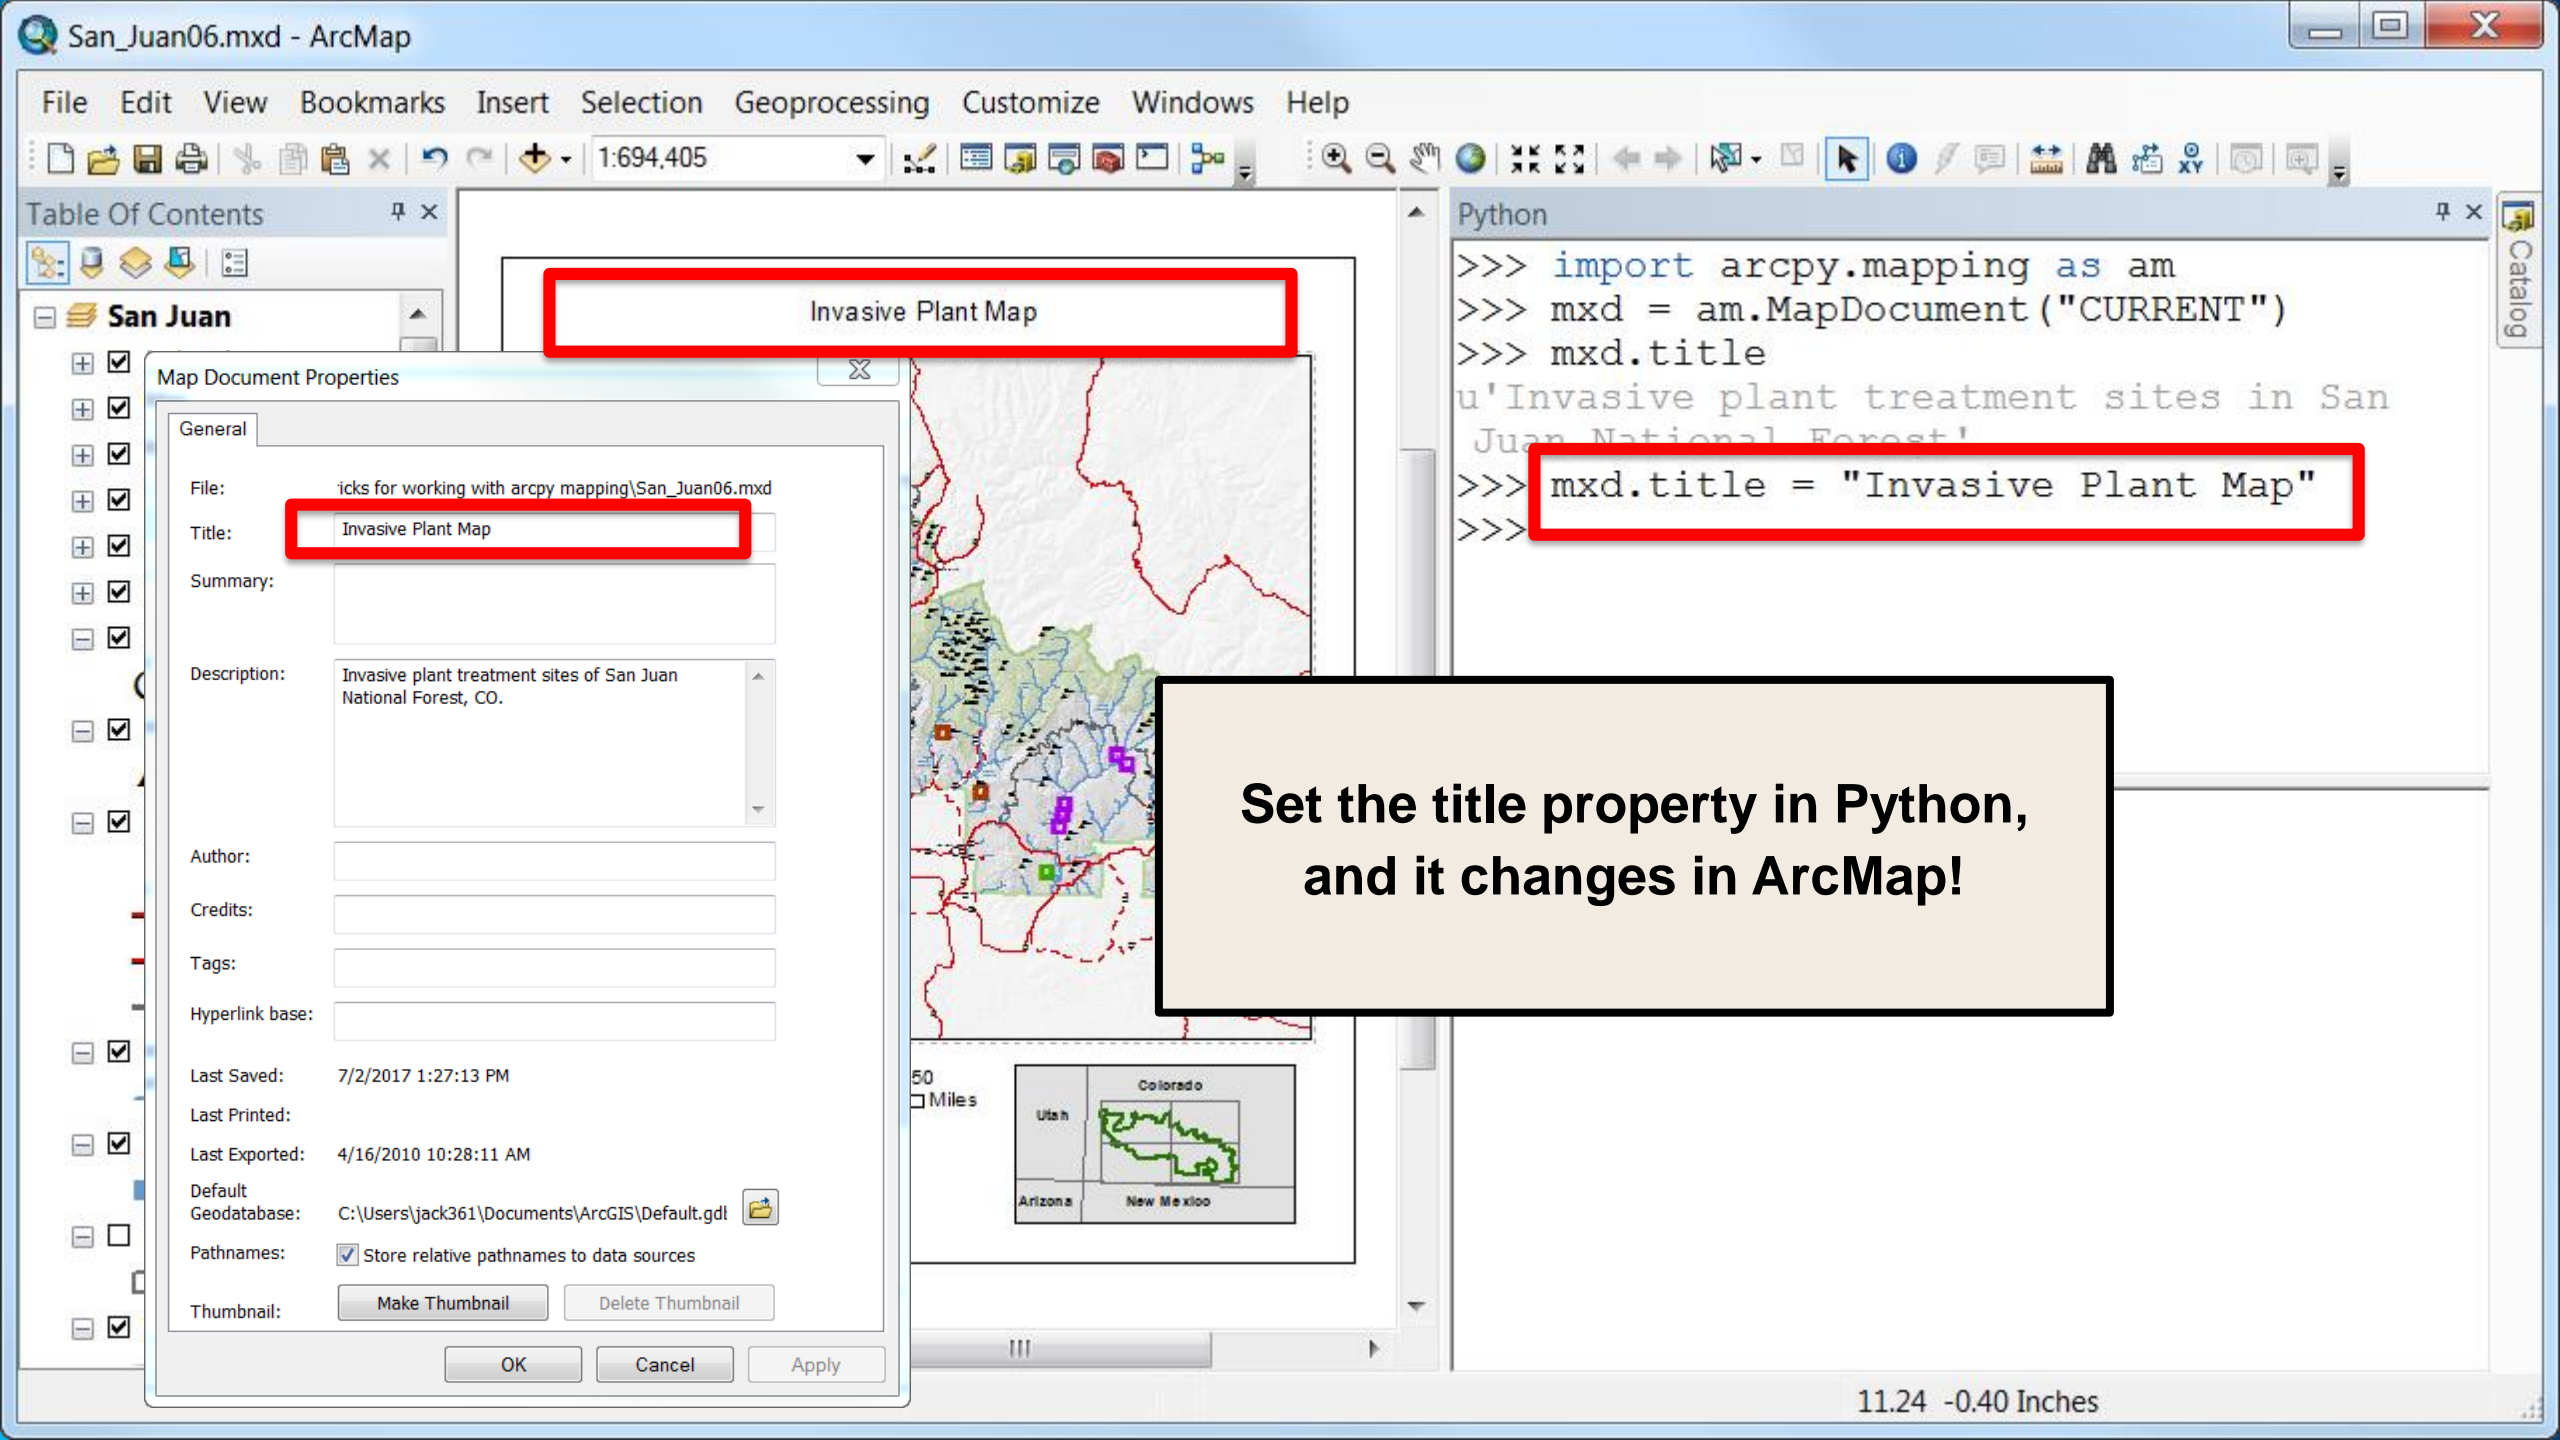 San_Juan06.mxd - ArcMap
File Edit View Bookmarks Insert Selection Geoprocessing Customize Windows Help
1:694,405
Table Of Contents
San Juan
Invasive Plant Map
Map Document Properties
General
File: icks for working with arcpy mapping\San_Juan06.mxd
Title: Invasive Plant Map
Summary:
Description: Invasive plant treatment sites of San Juan
National Forest, CO.
Author:
Credits:
Tags:
Hyperlink base:
Last Saved: 7/2/2017 1:27:13 PM
Last Printed:
Last Exported: 4/16/2010 10:28:11 AM
Default
Geodatabase: C:\Users\jack361\Documents\ArcGIS\Default.gdb
Pathnames: Store relative pathnames to data sources
Thumbnail: Make Thumbnail Delete Thumbnail
OK Cancel Apply
50
Miles
Colorado
Utah
Arizona New Mexico
Python
>>> import arcpy.mapping as am
>>> mxd = am.MapDocument("CURRENT")
>>> mxd.title
u'Invasive plant treatment sites in San
Juan National Forest'
>>> mxd.title = "Invasive Plant Map"
>>>
Catalog
Set the title property in Python,
and it changes in ArcMap!
11.24 -0.40 Inches